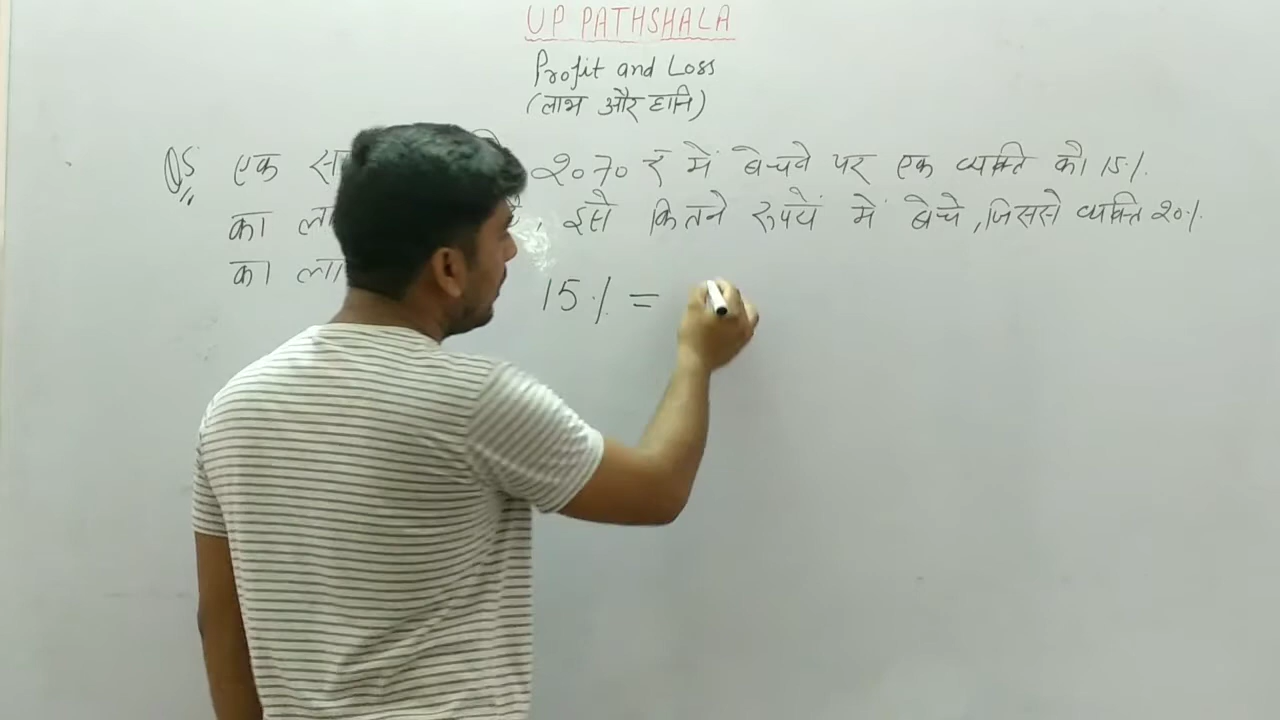 UP PATHSHALA
Profit and Loss
(लाभ और हानि)
Q5 एक २०७० ₹ में बेचने पर एक व्यक्ति को 15%
का इसे कितने रूपयें में बेचे, जिससे व्यक्ति २०%
का
15% =